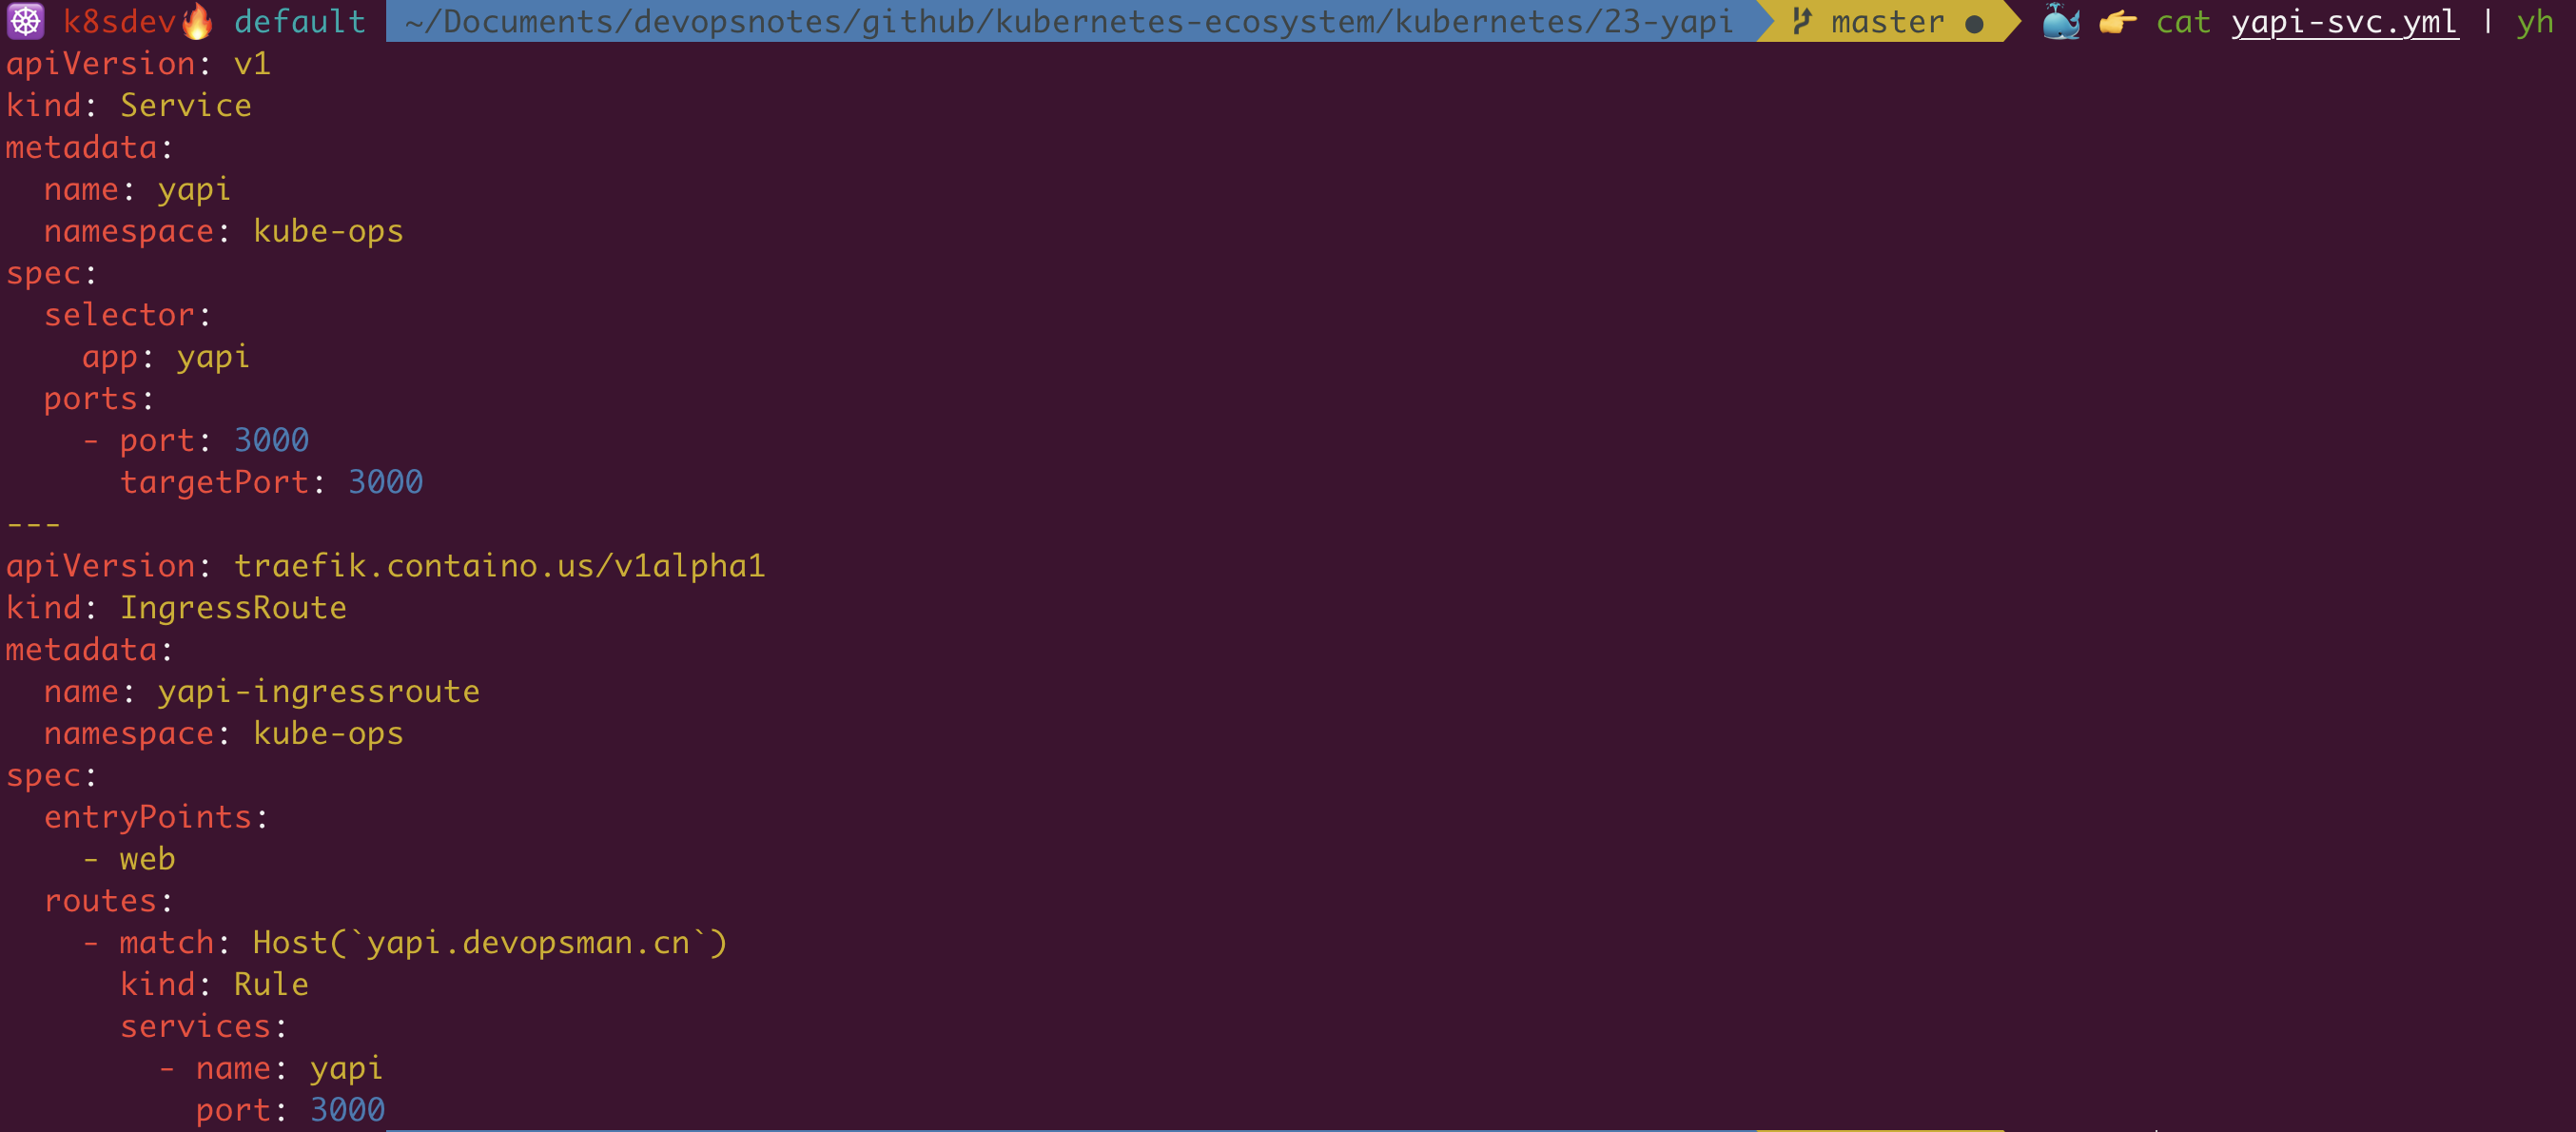 k8sdev default ~/Documents/devopsnotes/github/kubernetes-ecosystem/kubernetes/23-yapi master ● cat yapi-svc.yml | yh
apiVersion: v1
kind: Service
metadata:
  name: yapi
  namespace: kube-ops
spec:
  selector:
    app: yapi
  ports:
    - port: 3000
      targetPort: 3000
---
apiVersion: traefik.containo.us/v1alpha1
kind: IngressRoute
metadata:
  name: yapi-ingressroute
  namespace: kube-ops
spec:
  entryPoints:
    - web
  routes:
    - match: Host(`yapi.devopsman.cn`)
      kind: Rule
      services:
        - name: yapi
          port: 3000